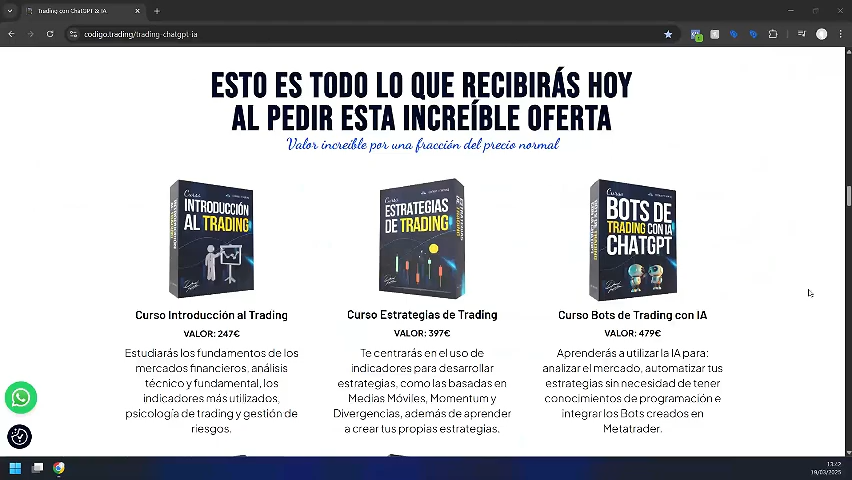 Trading con ChatGPT & IA
codigo.trading/trading-chatgpt-ia
ESTO ES TODO LO QUE RECIBIRÁS HOY
AL PEDIR ESTA INCREÍBLE OFERTA
Valor increíble por una fracción del precio normal
Curso
INTRODUCCIÓN
AL TRADING
Curso
ESTRATEGIAS
DE TRADING
Curso
BOTS DE
TRADING CON IA
CHATGPT
Curso Introducción al Trading
VALOR: 247€
Estudiarás los fundamentos de los
mercados financieros, análisis
técnico y fundamental, los
indicadores más utilizados,
psicología de trading y gestión de
riesgos.
Curso Estrategias de Trading
VALOR: 397€
Te centrarás en el uso de
indicadores para desarrollar
estrategias, como las basadas en
Medias Móviles, Momentum y
Divergencias, además de aprender
a crear tus propias estrategias.
Curso Bots de Trading con IA
VALOR: 479€
Aprenderás a utilizar la IA para:
analizar el mercado, automatizar tus
estrategias sin necesidad de tener
conocimientos de programación e
integrar los Bots creados en
Metatrader.
13:42
19/03/2025